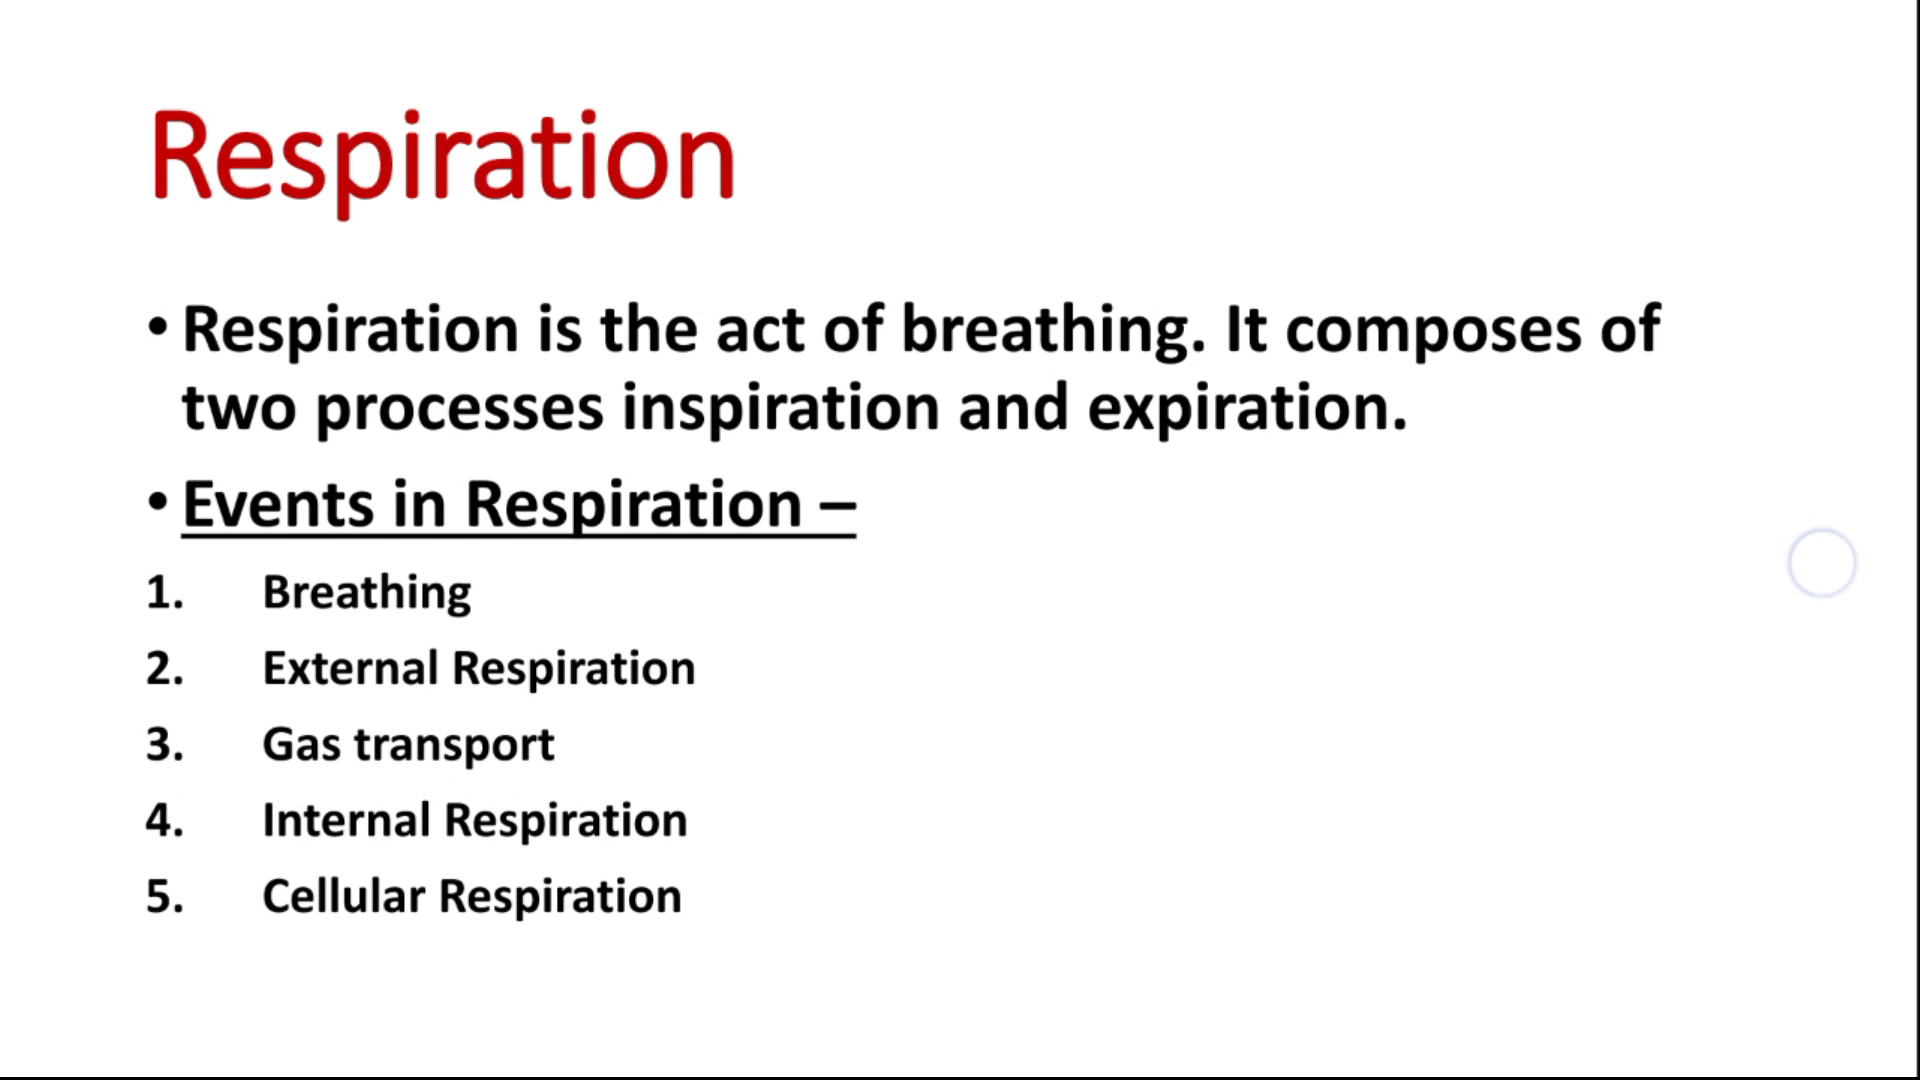 Respiration
• Respiration is the act of breathing. It composes of
two processes inspiration and expiration.
• Events in Respiration –
1. Breathing
2. External Respiration
3. Gas transport
4. Internal Respiration
5. Cellular Respiration